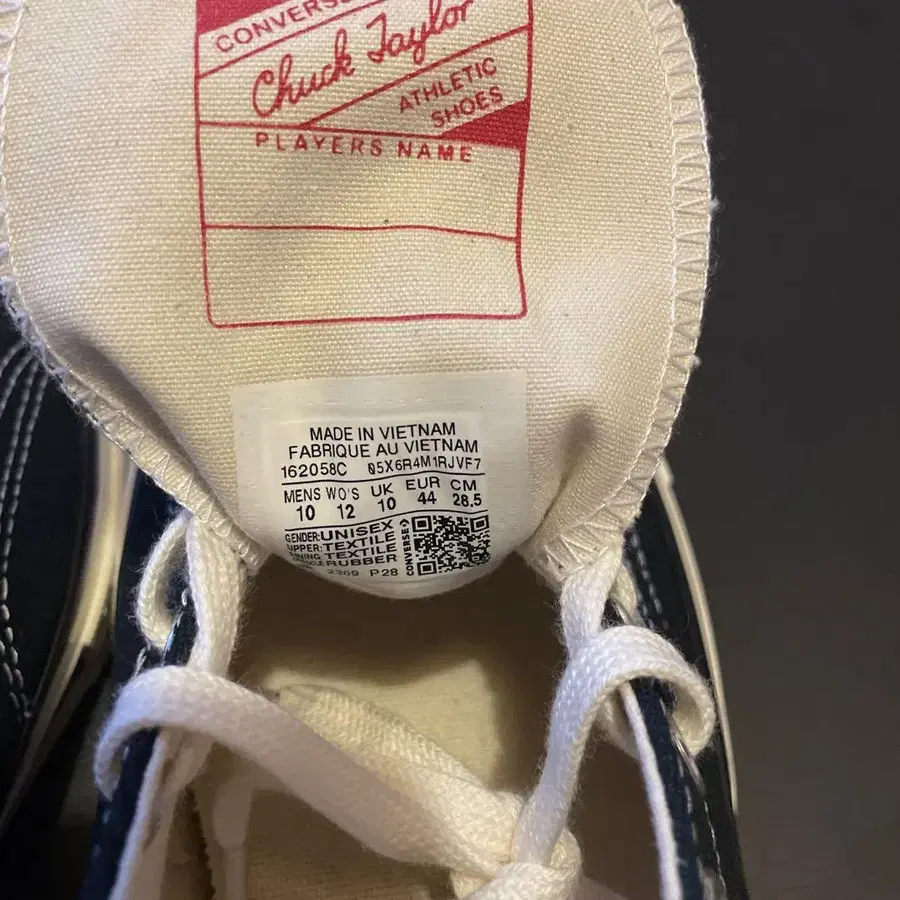 CONVERSE
Chuck Taylor
ATHLETIC
SHOES
PLAYERS NAME
MADE IN VIETNAM
FABRIQUE AU VIETNAM
162058C 05X6R4M1RJVF7
MENS WO'S UK EUR CM
10 12 10 44 28.5
GENDER:UNISEX
UPPER:TEXTILE
LINING TEXTILE
RUBBER
2309 P28
CONVERSE